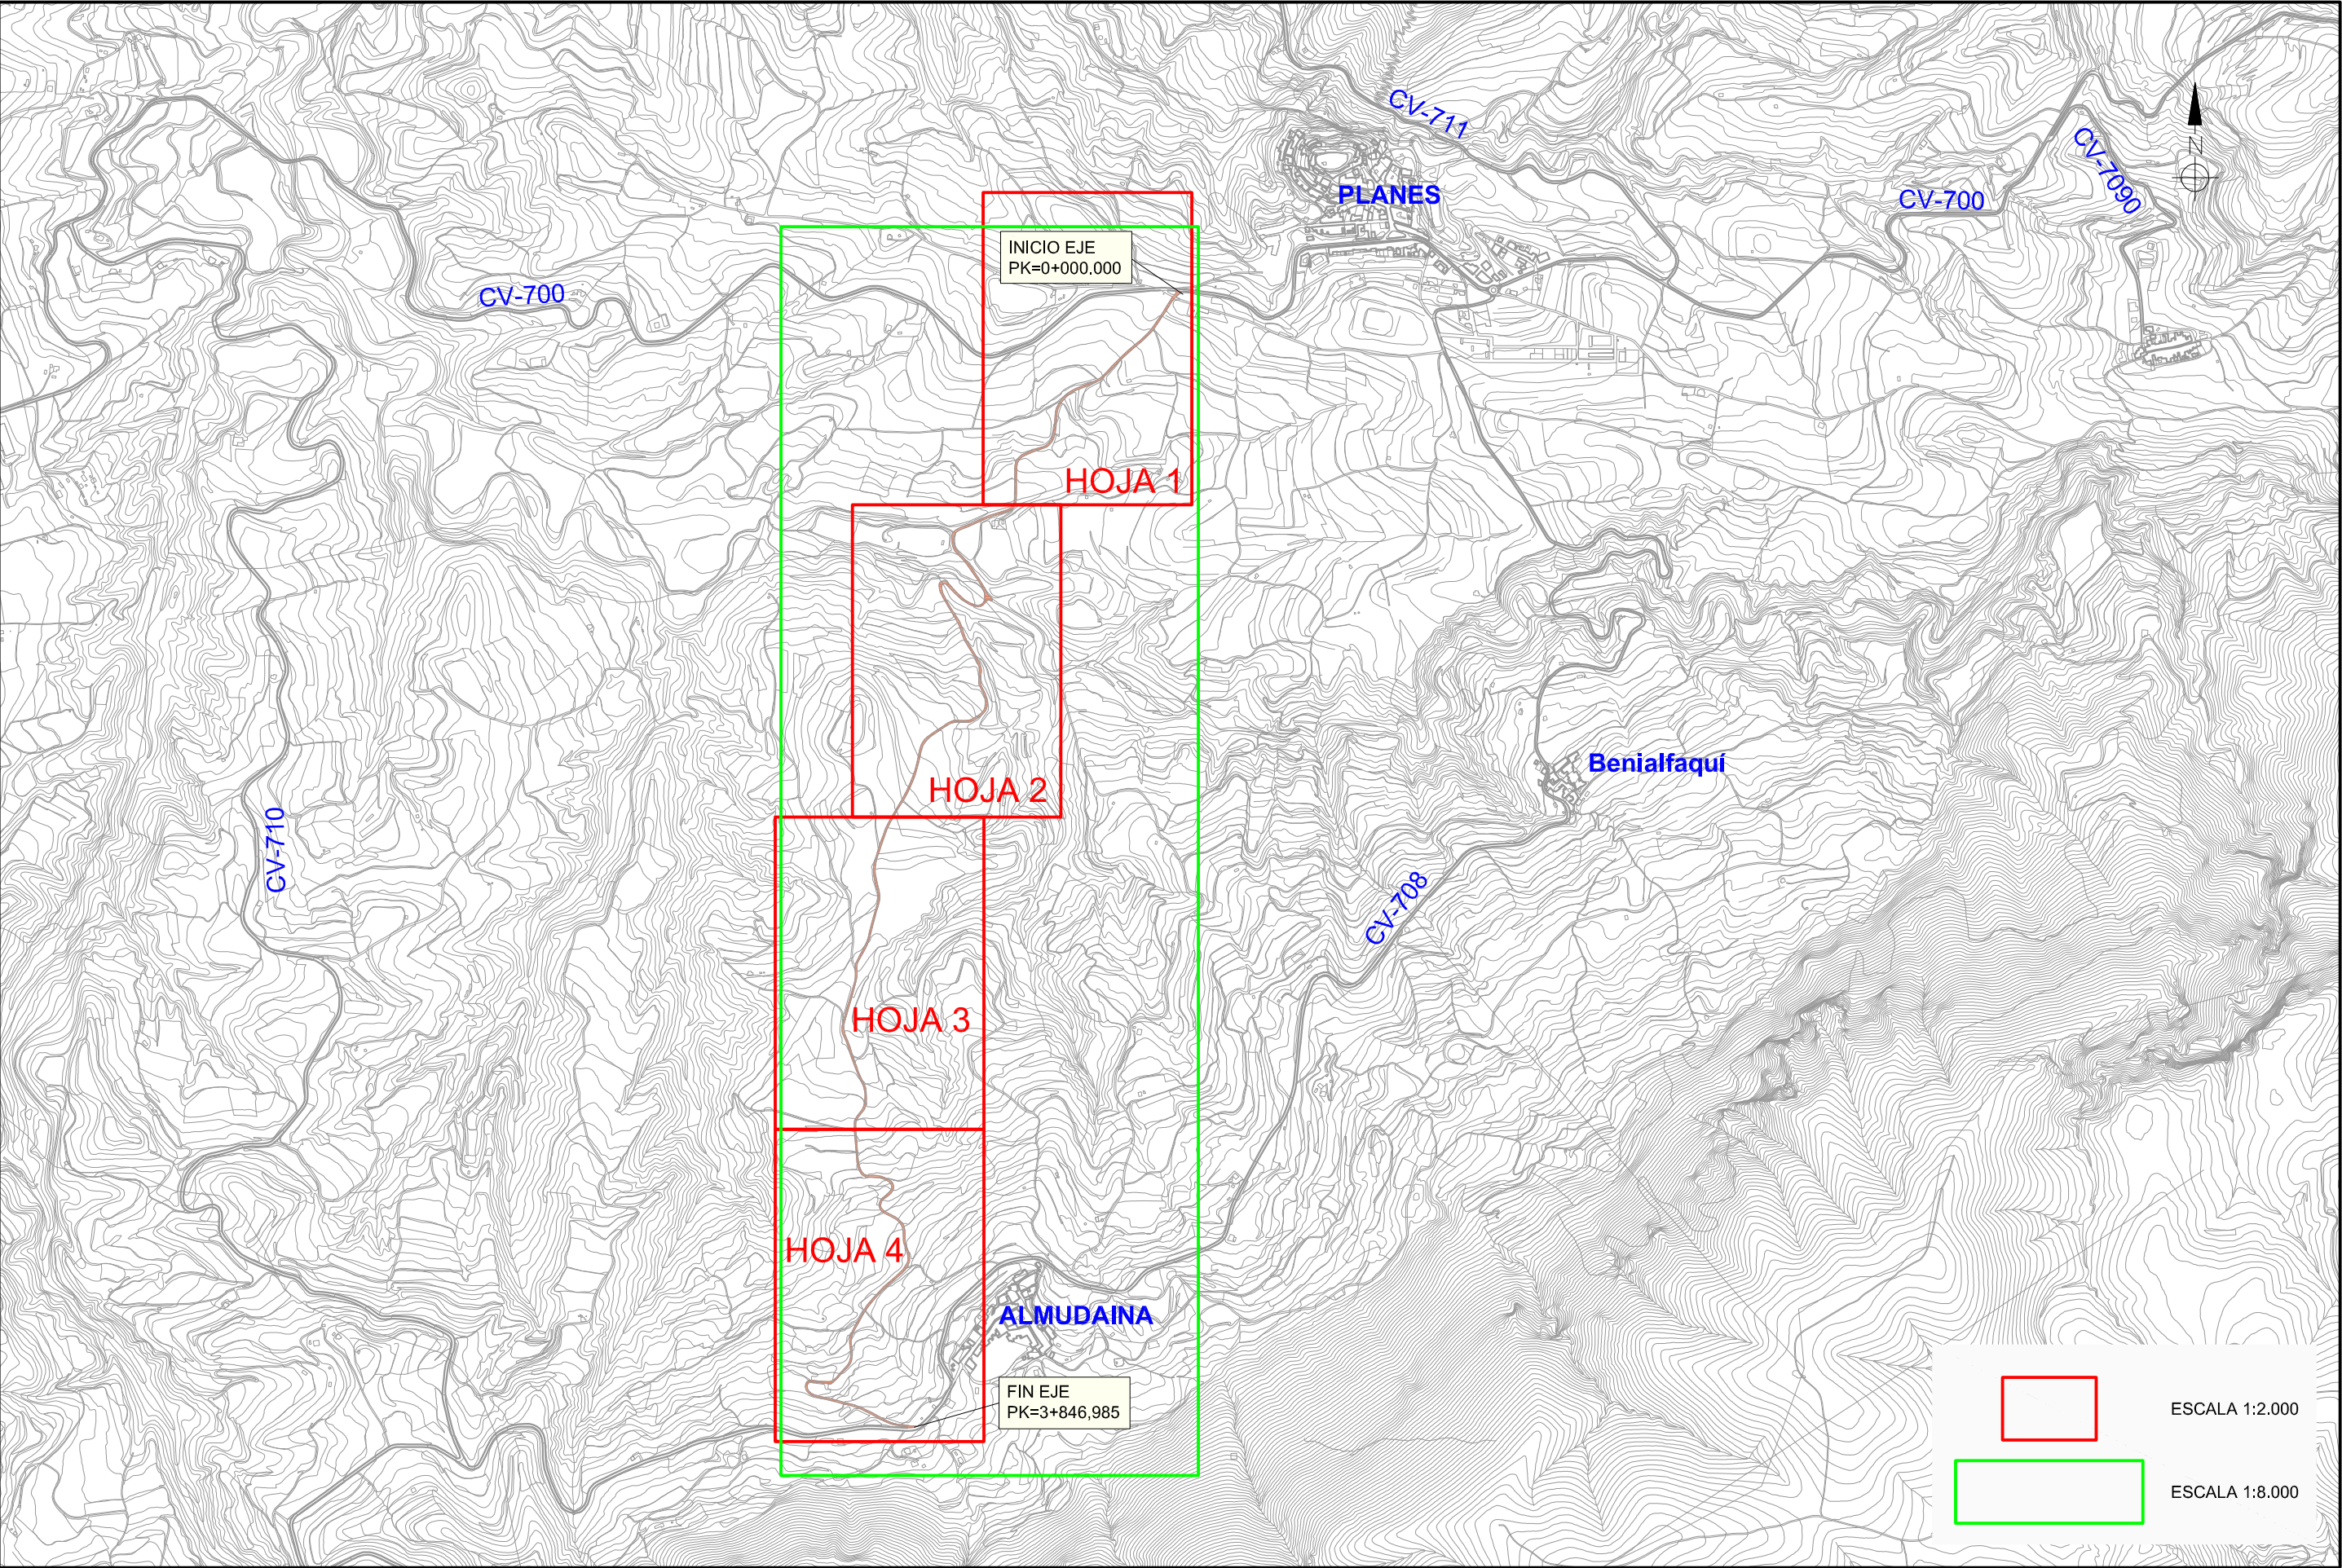 CV-711
N
CV-7090
PLANES
CV-700
INICIO EJE
PK=0+000,000
CV-700
HOJA 1
Benialfaquí
HOJA 2
CV-710
CV-708
HOJA 3
HOJA 4
ALMUDAINA
FIN EJE
PK=3+846,985
ESCALA 1:2.000
ESCALA 1:8.000